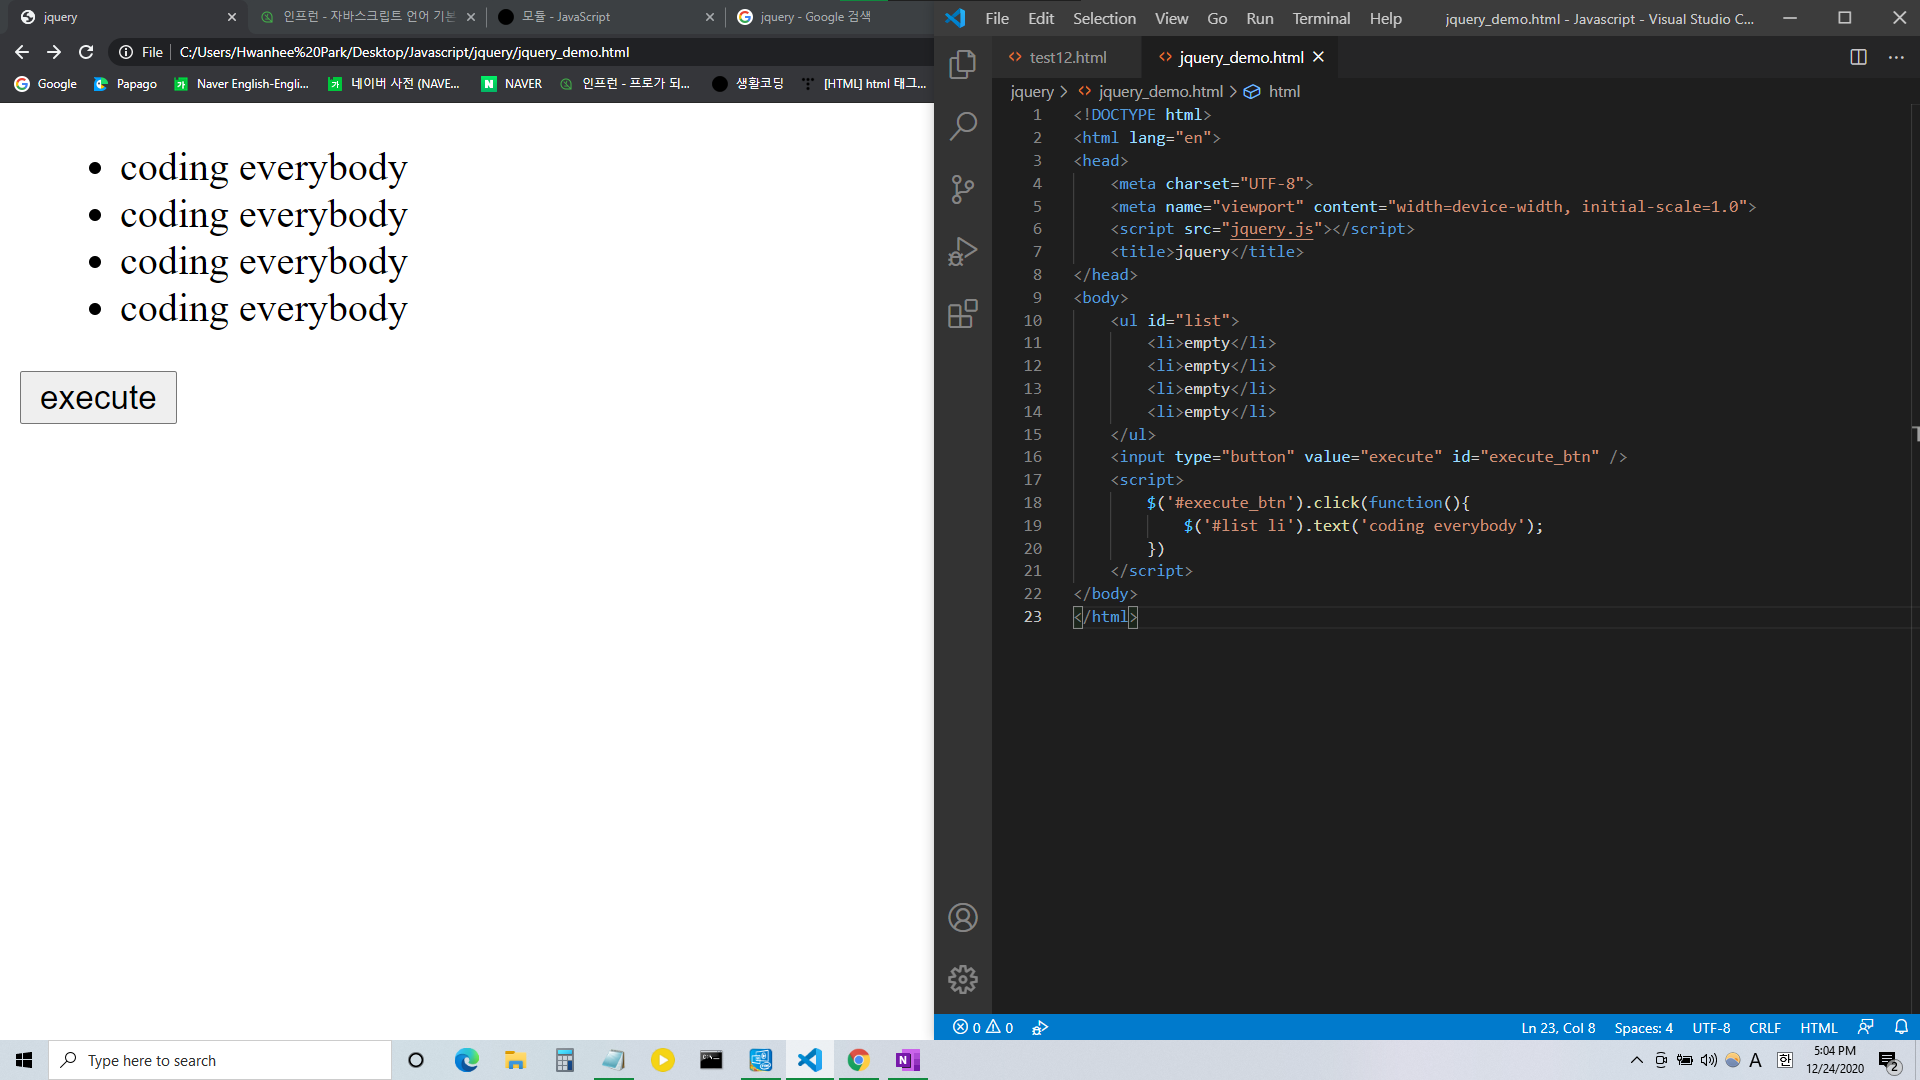 jquery
인프런 - 자바스크립트 언어 기본
모듈 - JavaScript
jquery - Google 검색
File
C:/Users/Hwanhee%20Park/Desktop/Javascript/jquery/jquery_demo.html
Google
Papago
Naver English-Engli...
네이버 사전 (NAVE...
NAVER
인프런 - 프로가 되...
생활코딩
[HTML] html 태그...
coding everybody
coding everybody
coding everybody
coding everybody
execute
File Edit Selection View Go Run Terminal Help
jquery_demo.html - Javascript - Visual Studio C...
test12.html
jquery_demo.html
jquery > jquery_demo.html > html
1 <!DOCTYPE html>
2 <html lang="en">
3 <head>
4 <meta charset="UTF-8">
5 <meta name="viewport" content="width=device-width, initial-scale=1.0">
6 <script src="jquery.js"></script>
7 <title>jquery</title>
8 </head>
9 <body>
10 <ul id="list">
11 <li>empty</li>
12 <li>empty</li>
13 <li>empty</li>
14 <li>empty</li>
15 </ul>
16 <input type="button" value="execute" id="execute_btn" />
17 <script>
18 $('#execute_btn').click(function(){
19 $('#list li').text('coding everybody');
20 })
21 </script>
22 </body>
23 </html>
0 0
Ln 23, Col 8
Spaces: 4
UTF-8
CRLF
HTML
Type here to search
A
한
5:04 PM
12/24/2020
2